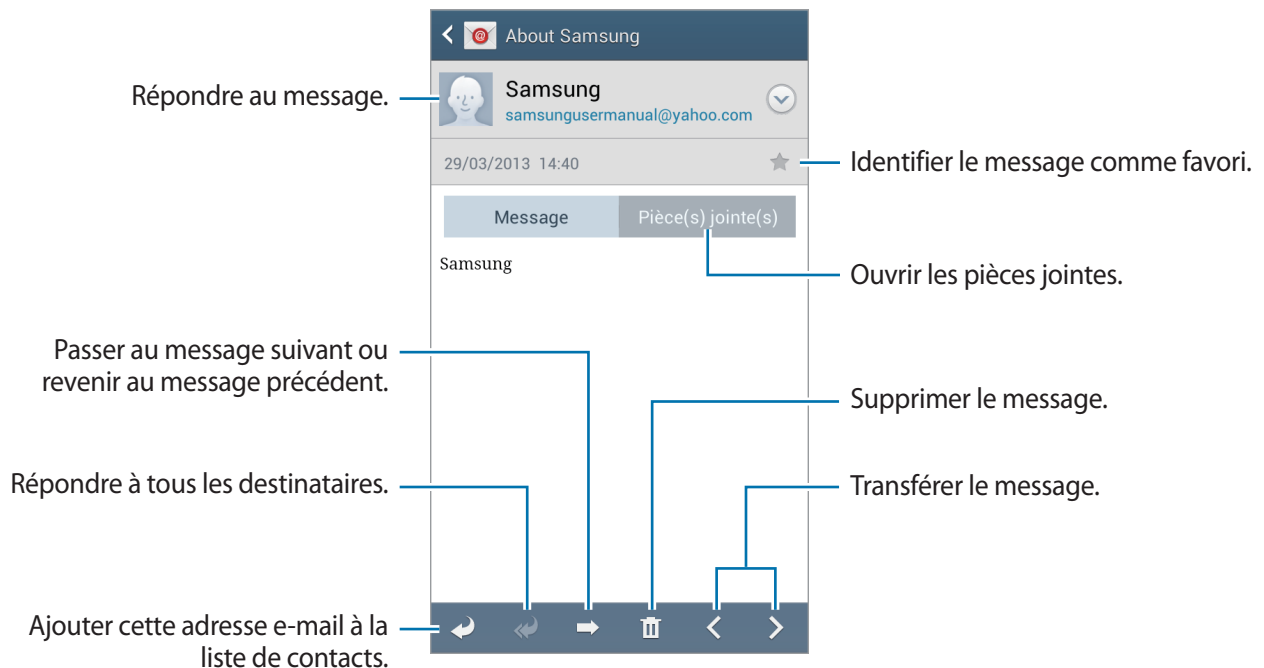 About Samsung
Répondre au message.
Samsung
samsungusermanual@yahoo.com
29/03/2013 14:40
Identifier le message comme favori.
Message
Pièce(s) jointe(s)
Samsung
Ouvrir les pièces jointes.
Passer au message suivant ou
revenir au message précédent.
Supprimer le message.
Répondre à tous les destinataires.
Transférer le message.
Ajouter cette adresse e-mail à la
liste de contacts.